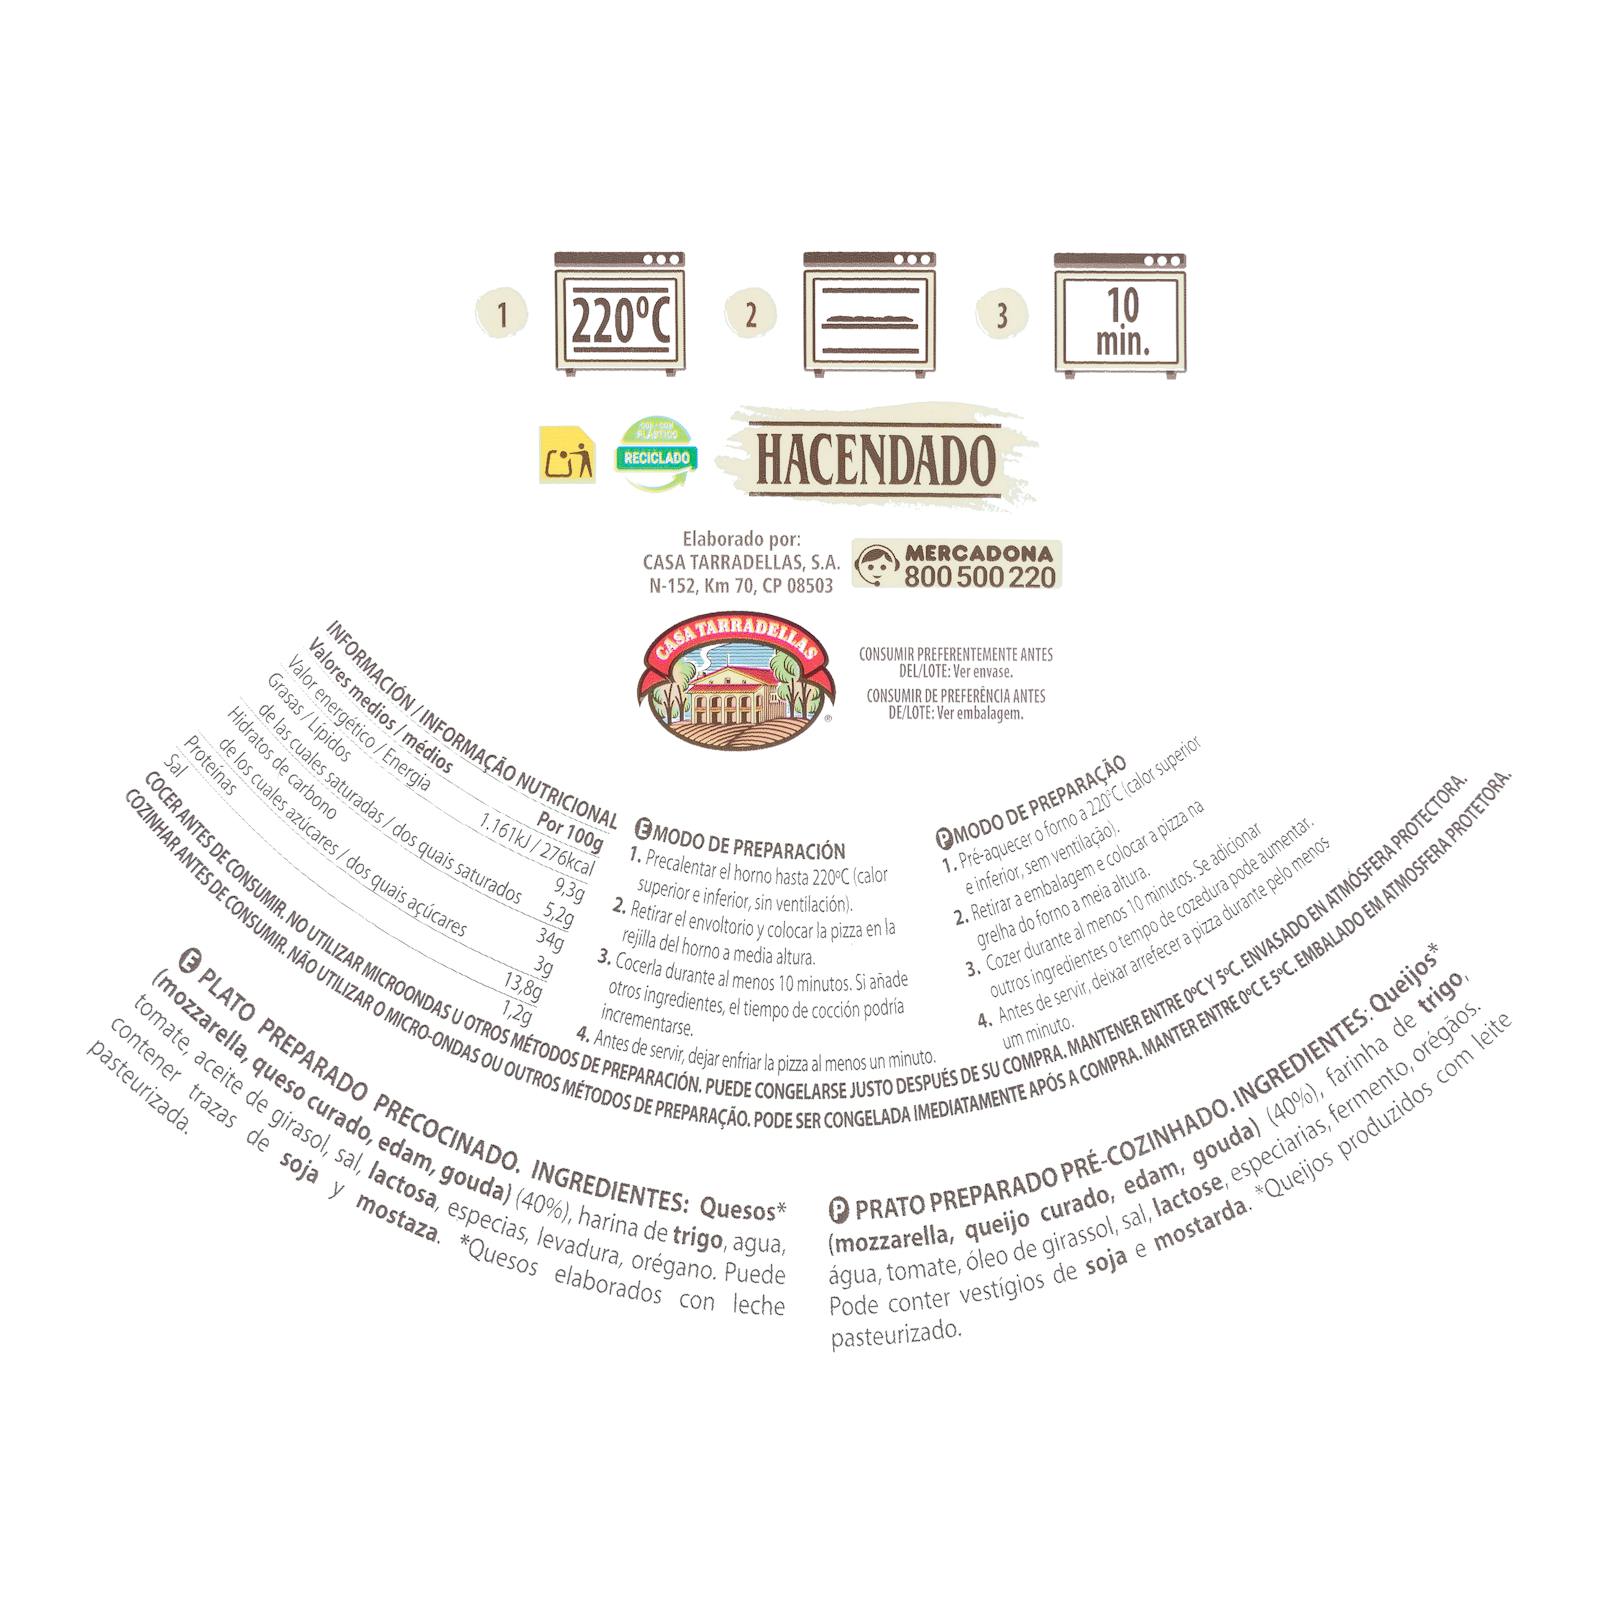 1
220ºC
2
3
10
min.
CON·CON
PLÁSTICO
RECICLADO
HACENDADO
Elaborado por:
CASA TARRADELLAS, S.A.
N-152, Km 70, CP 08503
MERCADONA
800 500 220
CASA TARRADELLAS
®
CONSUMIR PREFERENTEMENTE ANTES
DEL/LOTE: Ver envase.
CONSUMIR DE PREFERÊNCIA ANTES
DE/LOTE: Ver embalagem.
INFORMACIÓN / INFORMAÇÃO NUTRICIONAL
Valores medios / médios Por 100g
Valor energético / Energia 1.161kJ / 276kcal
Grasas / Lípidos 9,3g
de las cuales saturadas / dos quais saturados 5,2g
Hidratos de carbono 34g
de los cuales azúcares / dos quais açúcares 3g
Proteínas 13,8g
Sal 1,2g
E MODO DE PREPARACIÓN
1. Precalentar el horno hasta 220ºC (calor
superior e inferior, sin ventilación).
2. Retirar el envoltorio y colocar la pizza en la
rejilla del horno a media altura.
3. Cocerla durante al menos 10 minutos. Si añade
otros ingredientes, el tiempo de cocción podría
incrementarse.
4. Antes de servir, dejar enfriar la pizza al menos un minuto.
P MODO DE PREPARAÇÃO
1. Pré-aquecer o forno a 220ºC (calor superior
e inferior, sem ventilação).
2. Retirar a embalagem e colocar a pizza na
grelha do forno a meia altura.
3. Cozer durante al menos 10 minutos. Se adicionar
outros ingredientes o tempo de cozedura pode aumentar.
4. Antes de servir, deixar arrefecer a pizza durante pelo menos
um minuto.
COCER ANTES DE CONSUMIR. NO UTILIZAR MICROONDAS U OTROS MÉTODOS DE PREPARACIÓN. PUEDE CONGELARSE JUSTO DESPUÉS DE SU COMPRA. MANTENER ENTRE 0ºC Y 5ºC. ENVASADO EN ATMÓSFERA PROTECTORA.
COZINHAR ANTES DE CONSUMIR. NÃO UTILIZAR O MICRO-ONDAS OU OUTROS MÉTODOS DE PREPARAÇÃO. PODE SER CONGELADA IMEDIATAMENTE APÓS A COMPRA. MANTER ENTRE 0ºC E 5ºC. EMBALADO EM ATMOSFERA PROTETORA.
E PLATO PREPARADO PRECOCINADO. INGREDIENTES: Quesos*
(mozzarella, queso curado, edam, gouda) (40%), harina de trigo, agua,
tomate, aceite de girasol, sal, lactosa, especias, levadura, orégano. Puede
contener trazas de soja y mostaza. *Quesos elaborados con leche
pasteurizada.
P PRATO PREPARADO PRÉ-COZINHADO. INGREDIENTES: Queijos*
(mozzarella, queijo curado, edam, gouda) (40%), farinha de trigo,
água, tomate, óleo de girassol, sal, lactose, especiarias, fermento, orégãos.
Pode conter vestígios de soja e mostarda. *Queijos produzidos com leite
pasteurizado.